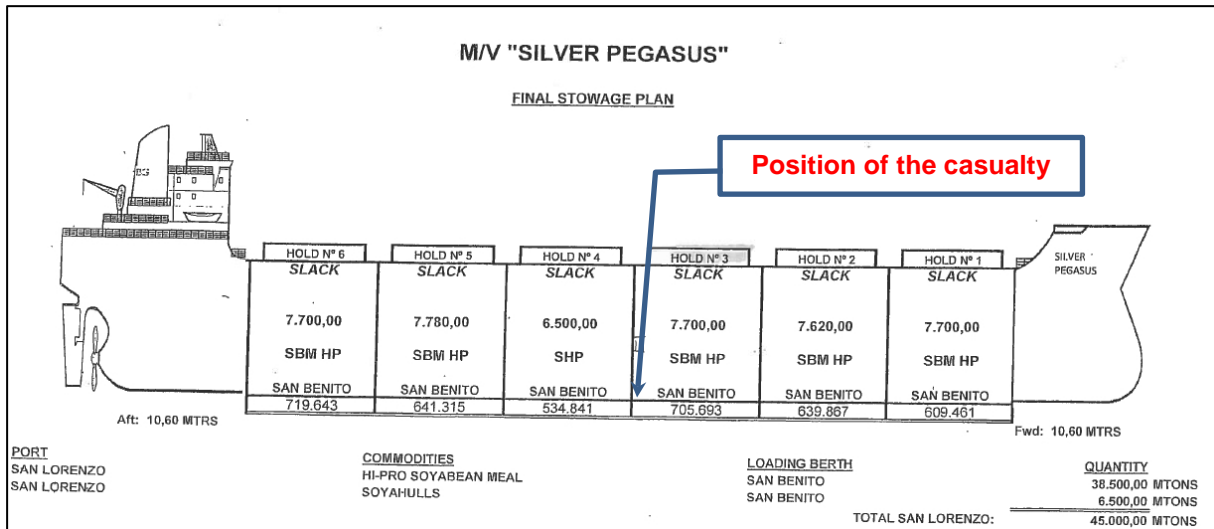 M/V "SILVER PEGASUS"
FINAL STOWAGE PLAN
Position of the casualty
HOLD Nº 6 HOLD Nº 5 HOLD Nº 4 HOLD Nº 3 HOLD Nº 2 HOLD Nº 1
SLACK SLACK SLACK SLACK SLACK SLACK
SILVER
PEGASUS
7.700,00 7.780,00 6.500,00 7.700,00 7.620,00 7.700,00
SBM HP SBM HP SHP SBM HP SBM HP SBM HP
SAN BENITO SAN BENITO SAN BENITO SAN BENITO SAN BENITO SAN BENITO
719.643 641.315 534.841 705.693 639.867 609.461
Aft: 10,60 MTRS
Fwd: 10,60 MTRS
PORT COMMODITIES LOADING BERTH QUANTITY
SAN LORENZO HI-PRO SOYABEAN MEAL SAN BENITO 38.500,00 MTONS
SAN LORENZO SOYAHULLS SAN BENITO 6.500,00 MTONS
TOTAL SAN LORENZO: 45.000,00 MTONS